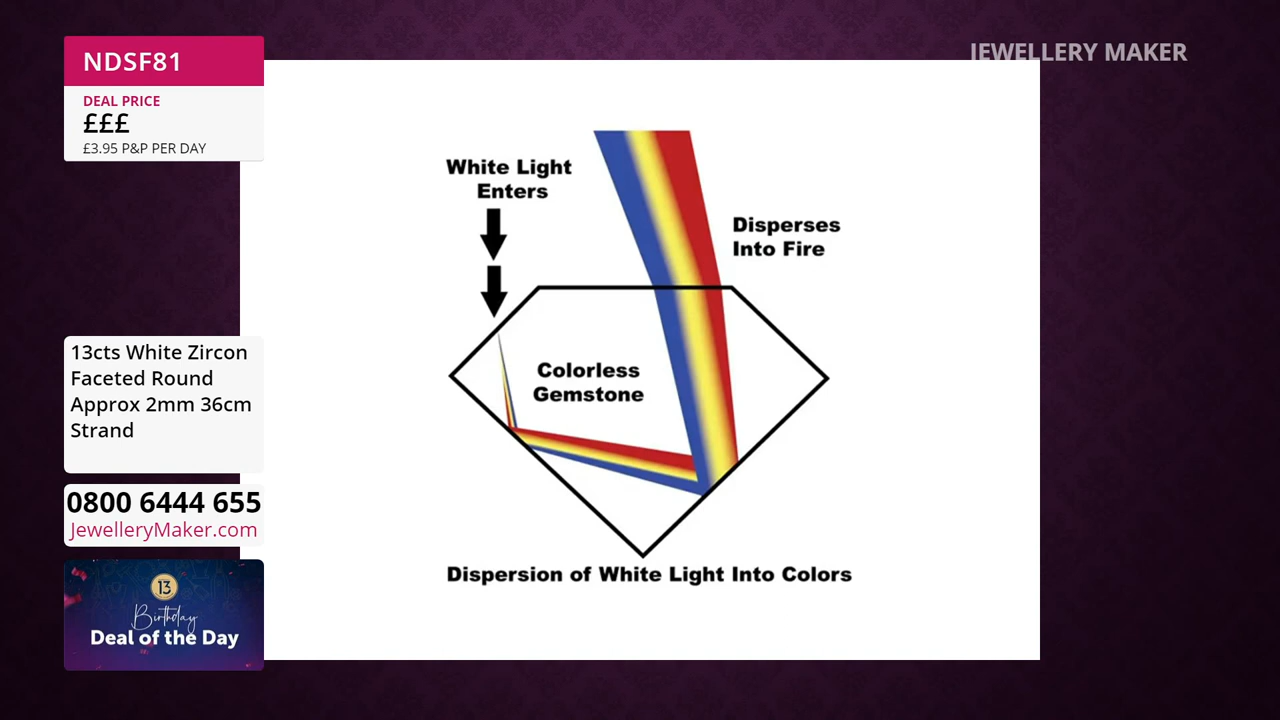 NDSF81
DEAL PRICE
£££
£3.95 P&P PER DAY
JEWELLERY MAKER
White Light
Enters
Disperses
Into Fire
Colorless
Gemstone
Dispersion of White Light Into Colors
13cts White Zircon
Faceted Round
Approx 2mm 36cm
Strand
0800 6444 655
JewelleryMaker.com
13
Birthday
Deal of the Day